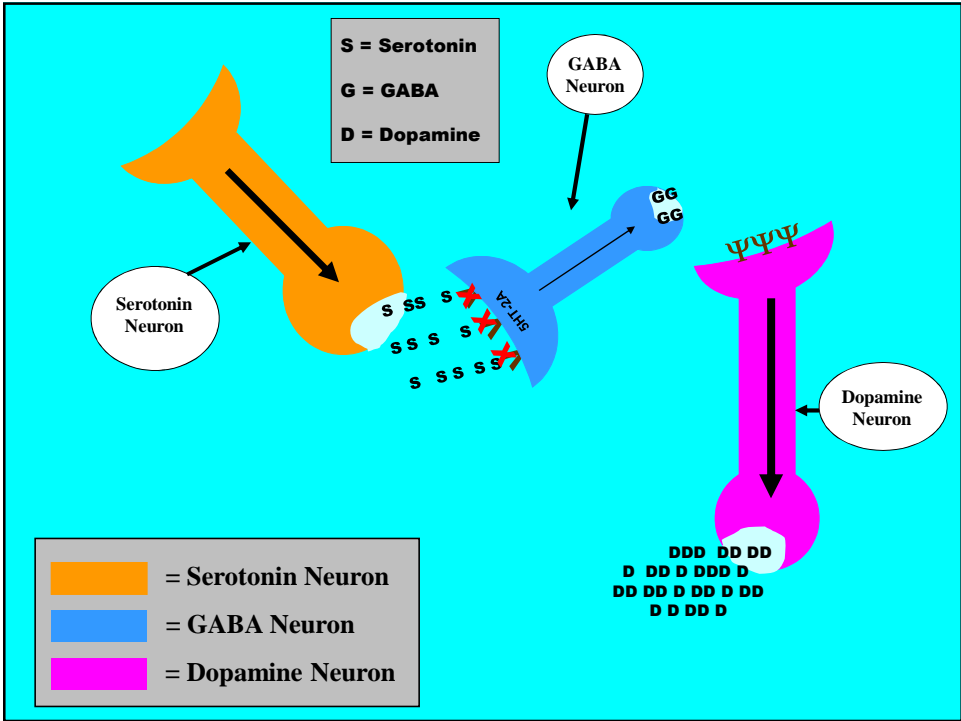 S = Serotonin
G = GABA
D = Dopamine
GABA
Neuron
GG
GG
ΨΨΨ
Serotonin
Neuron
S SS S
5HT-2A
S S S S
S S S S S
Dopamine
Neuron
DDD DD DD
D DD D DDD D
DD DD D DD D DD
D D DD D
= Serotonin Neuron
= GABA Neuron
= Dopamine Neuron